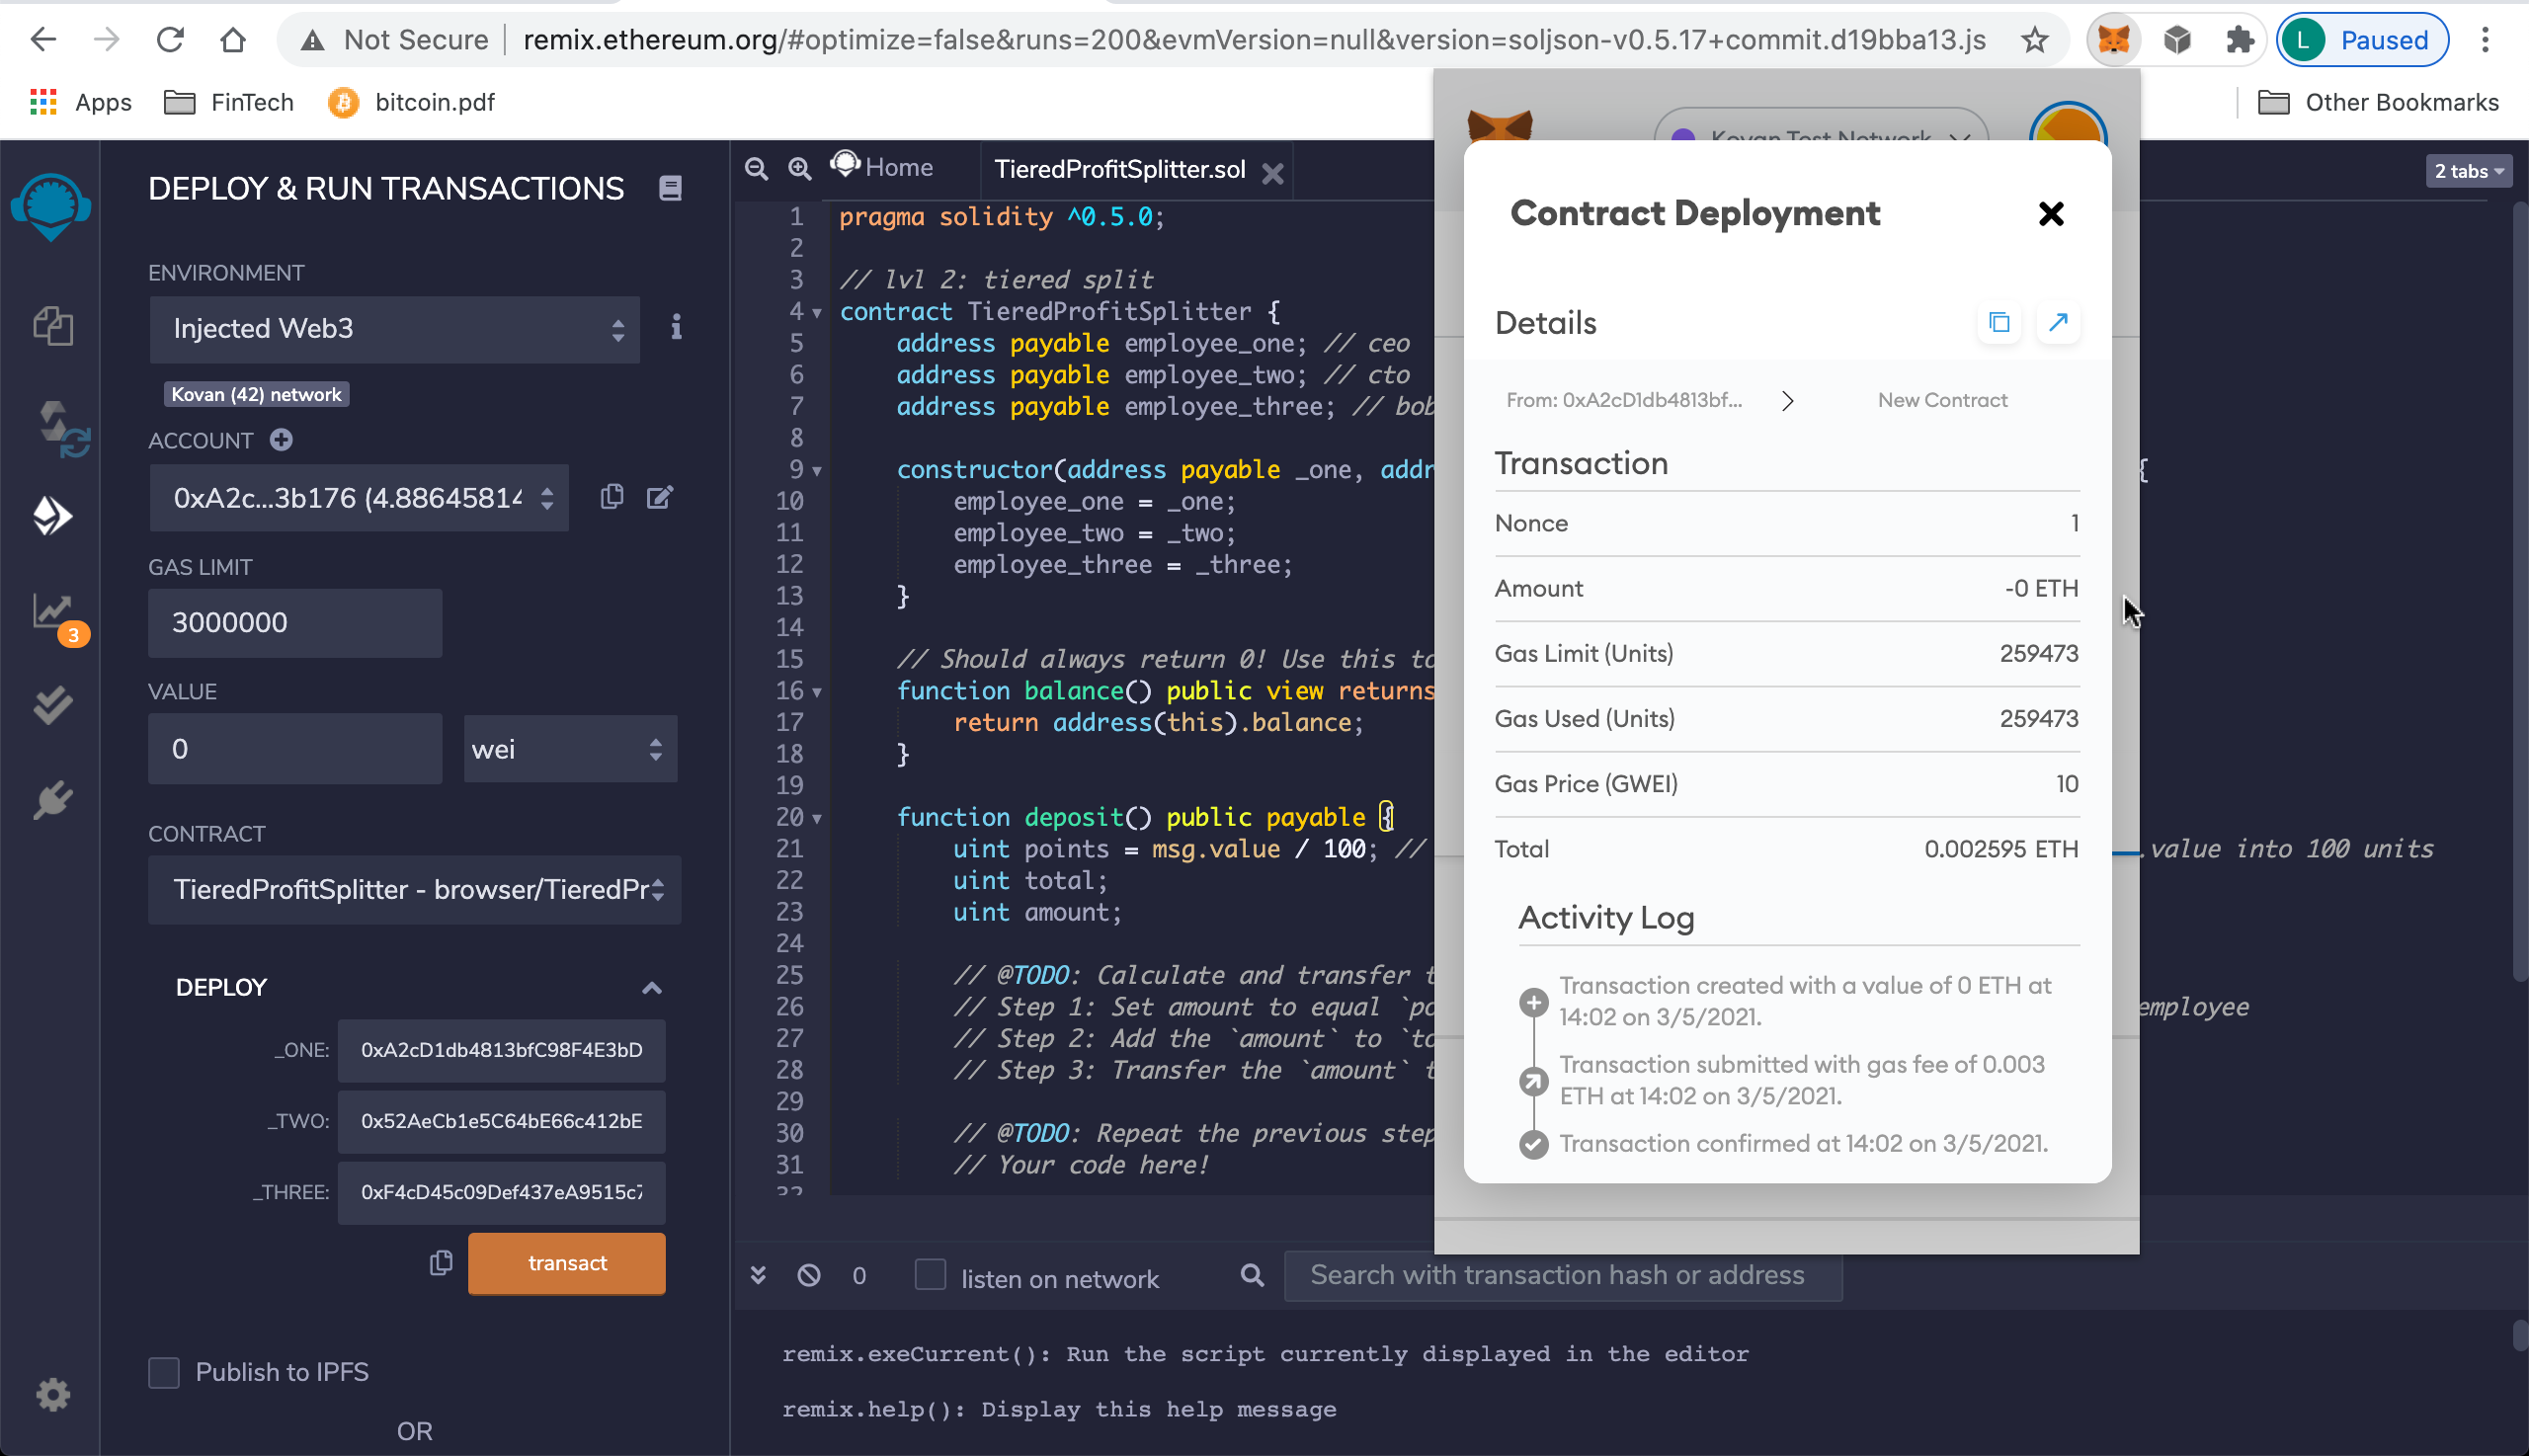 Not Secure
remix.ethereum.org/#optimize=false&runs=200&evmVersion=null&version=soljson-v0.5.17+commit.d19bba13.js
L Paused
Apps
FinTech
bitcoin.pdf
Other Bookmarks
DEPLOY & RUN TRANSACTIONS
ENVIRONMENT
Injected Web3
i
Kovan (42) network
ACCOUNT
0xA2c...3b176 (4.88645814
GAS LIMIT
3000000
3
VALUE
0
wei
CONTRACT
TieredProfitSplitter - browser/TieredPr
DEPLOY
_ONE: 0xA2cD1db4813bfC98F4E3bD
_TWO: 0x52AeCb1e5C64bE66c412bE
_THREE: 0xF4cD45c09Def437eA9515c7
transact
Publish to IPFS
OR
Home
TieredProfitSplitter.sol
2 tabs
1 pragma solidity ^0.5.0;
2
3 // lvl 2: tiered split
4 contract TieredProfitSplitter {
5 address payable employee_one; // ceo
6 address payable employee_two; // cto
7 address payable employee_three; // bob
8
9 constructor(address payable _one, addr
{
10 employee_one = _one;
11 employee_two = _two;
12 employee_three = _three;
13 }
14
15 // Should always return 0! Use this to
16 function balance() public view returns
17 return address(this).balance;
18 }
19
20 function deposit() public payable {
21 uint points = msg.value / 100; //
.value into 100 units
22 uint total;
23 uint amount;
24
25 // @TODO: Calculate and transfer t
26 // Step 1: Set amount to equal `po
employee
27 // Step 2: Add the `amount` to `to
28 // Step 3: Transfer the `amount` t
29
30 // @TODO: Repeat the previous step
31 // Your code here!
32
Kovan Test Network
Contract Deployment
Details
From: 0xA2cD1db4813bf...
New Contract
Transaction
Nonce 1
Amount -0 ETH
Gas Limit (Units) 259473
Gas Used (Units) 259473
Gas Price (GWEI) 10
Total 0.002595 ETH
Activity Log
Transaction created with a value of 0 ETH at
14:02 on 3/5/2021.
Transaction submitted with gas fee of 0.003
ETH at 14:02 on 3/5/2021.
Transaction confirmed at 14:02 on 3/5/2021.
0
listen on network
Search with transaction hash or address
remix.exeCurrent(): Run the script currently displayed in the editor
remix.help(): Display this help message